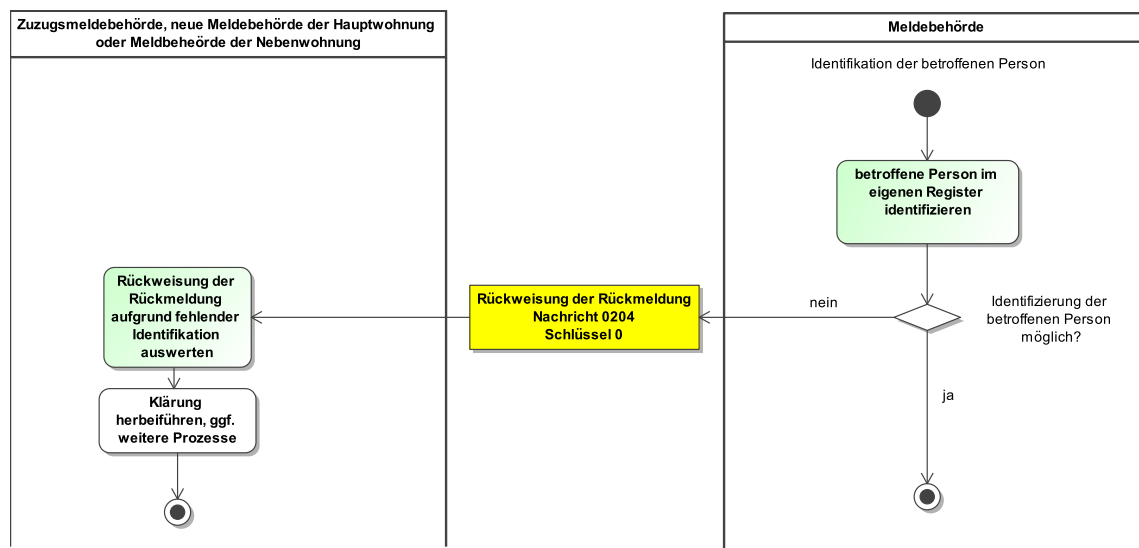 Zuzugsmeldebehörde, neue Meldebehörde der Hauptwohnung
oder Meldbeheörde der Nebenwohnung
Meldebehörde
Identifikation der betroffenen Person
betroffene Person im
eigenen Register
identifizieren
Identifizierung der
betroffenen Person
möglich?
nein
ja
Rückweisung der Rückmeldung
Nachricht 0204
Schlüssel 0
Rückweisung der
Rückmeldung
aufgrund fehlender
Identifikation
auswerten
Klärung
herbeiführen, ggf.
weitere Prozesse